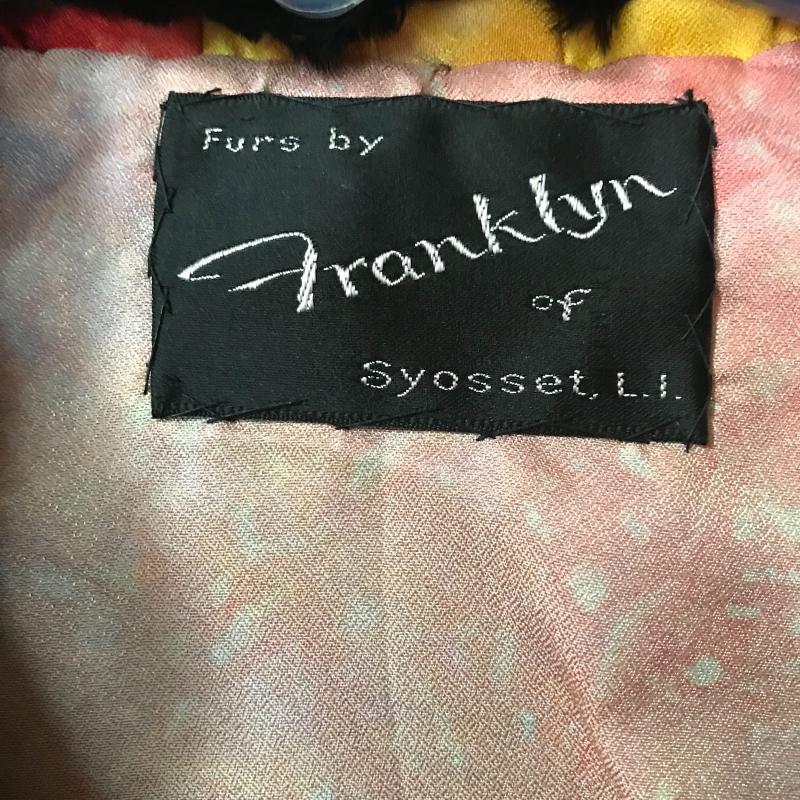 Furs by
Franklyn
of
Syosset, L.I.